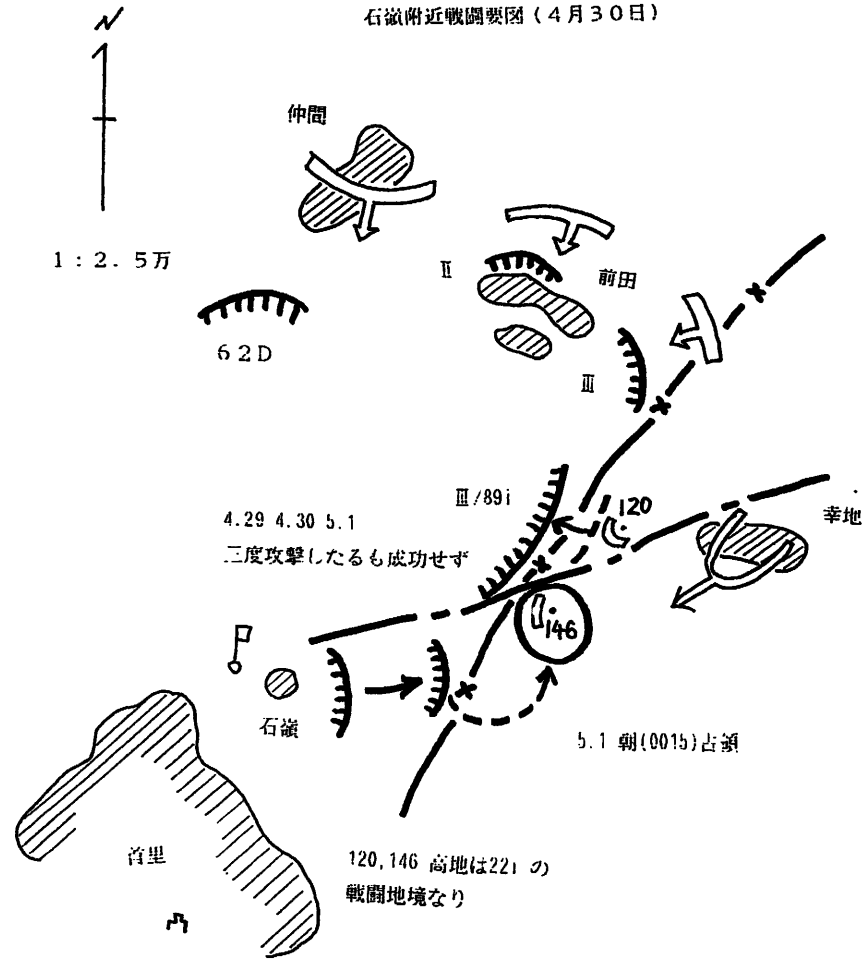 石嶺附近戦闘要図(4月30日)
N
仲間
1:2.5万
Ⅱ
前田
62D
Ⅲ
Ⅲ/89i
120
幸地
4.29 4.30 5.1
三度攻撃したるも成功せず
146
石嶺
5.1 朝(0015)占領
首里
120,146 高地は22iの
戦闘地境なり